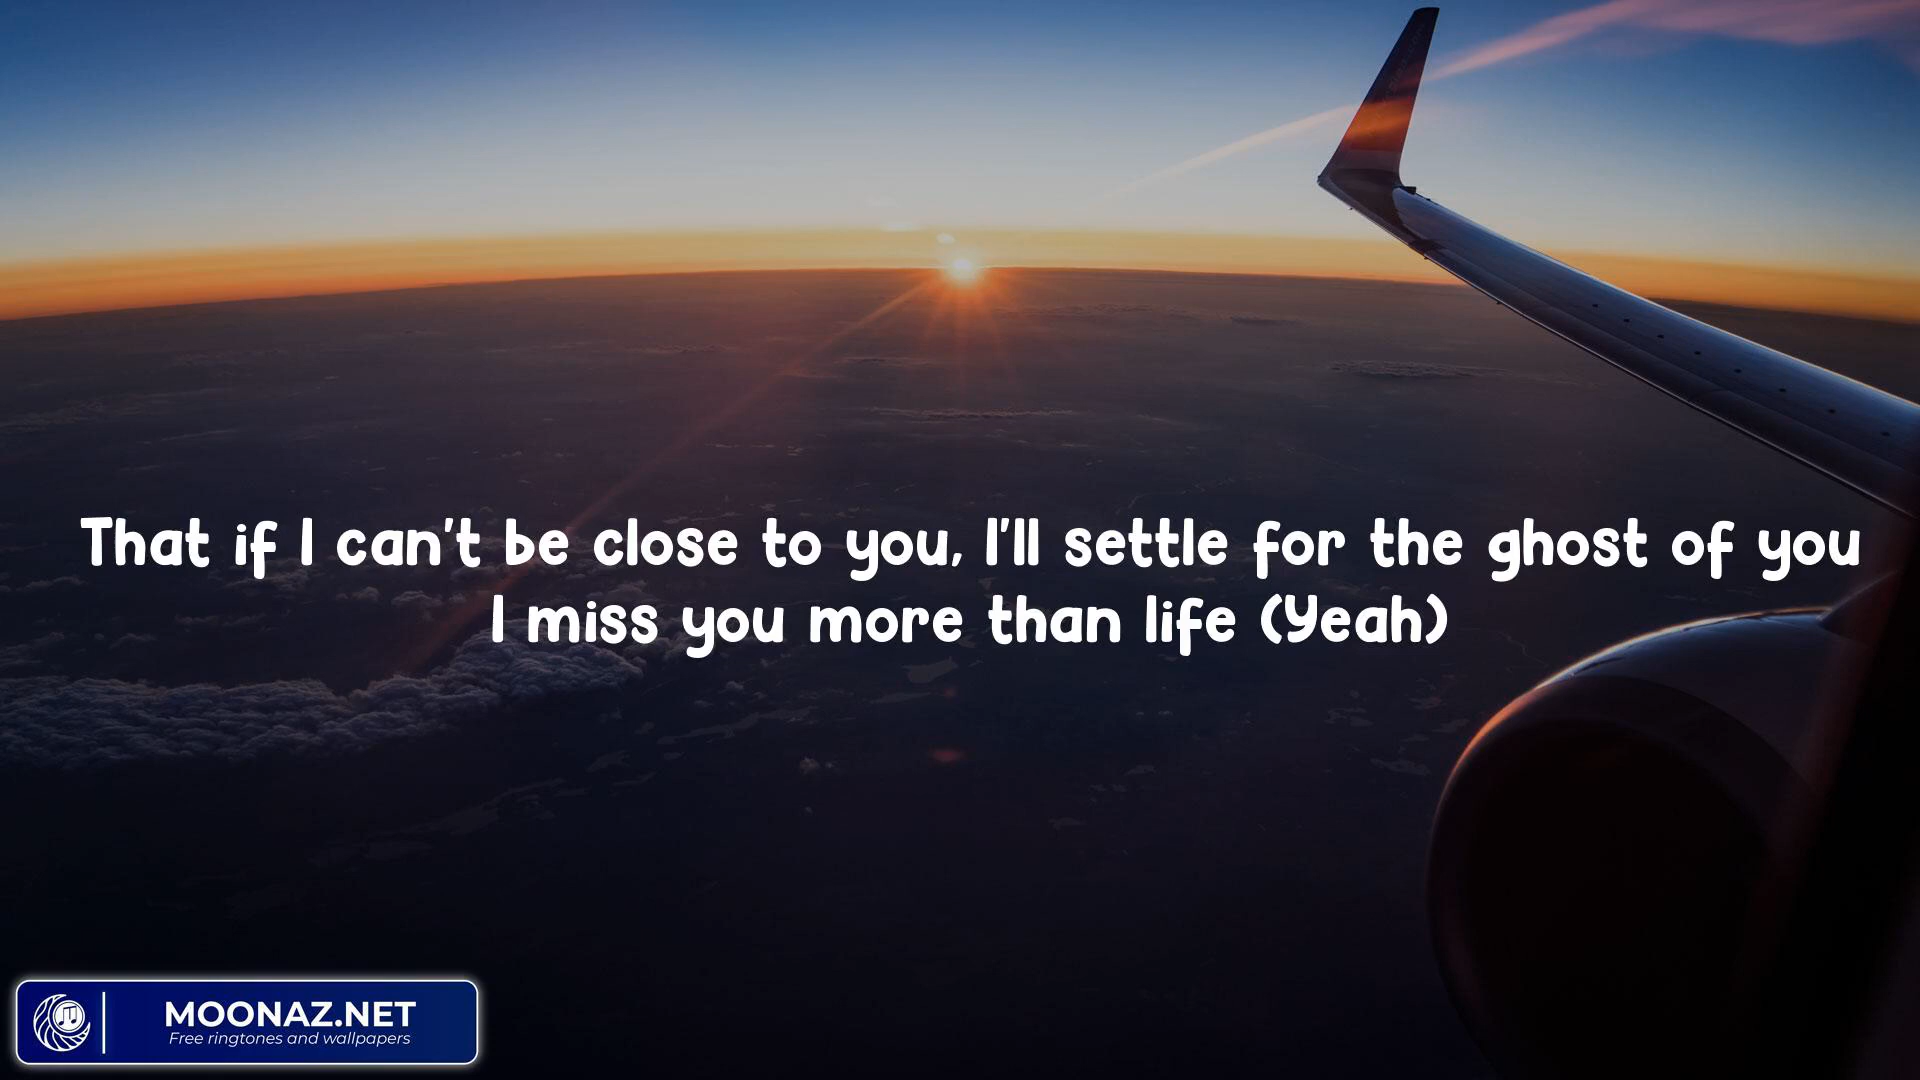 That if I can't be close to you, I'll settle for the ghost of you
I miss you more than life (Yeah)
MOONAZ.NET
Free ringtones and wallpapers